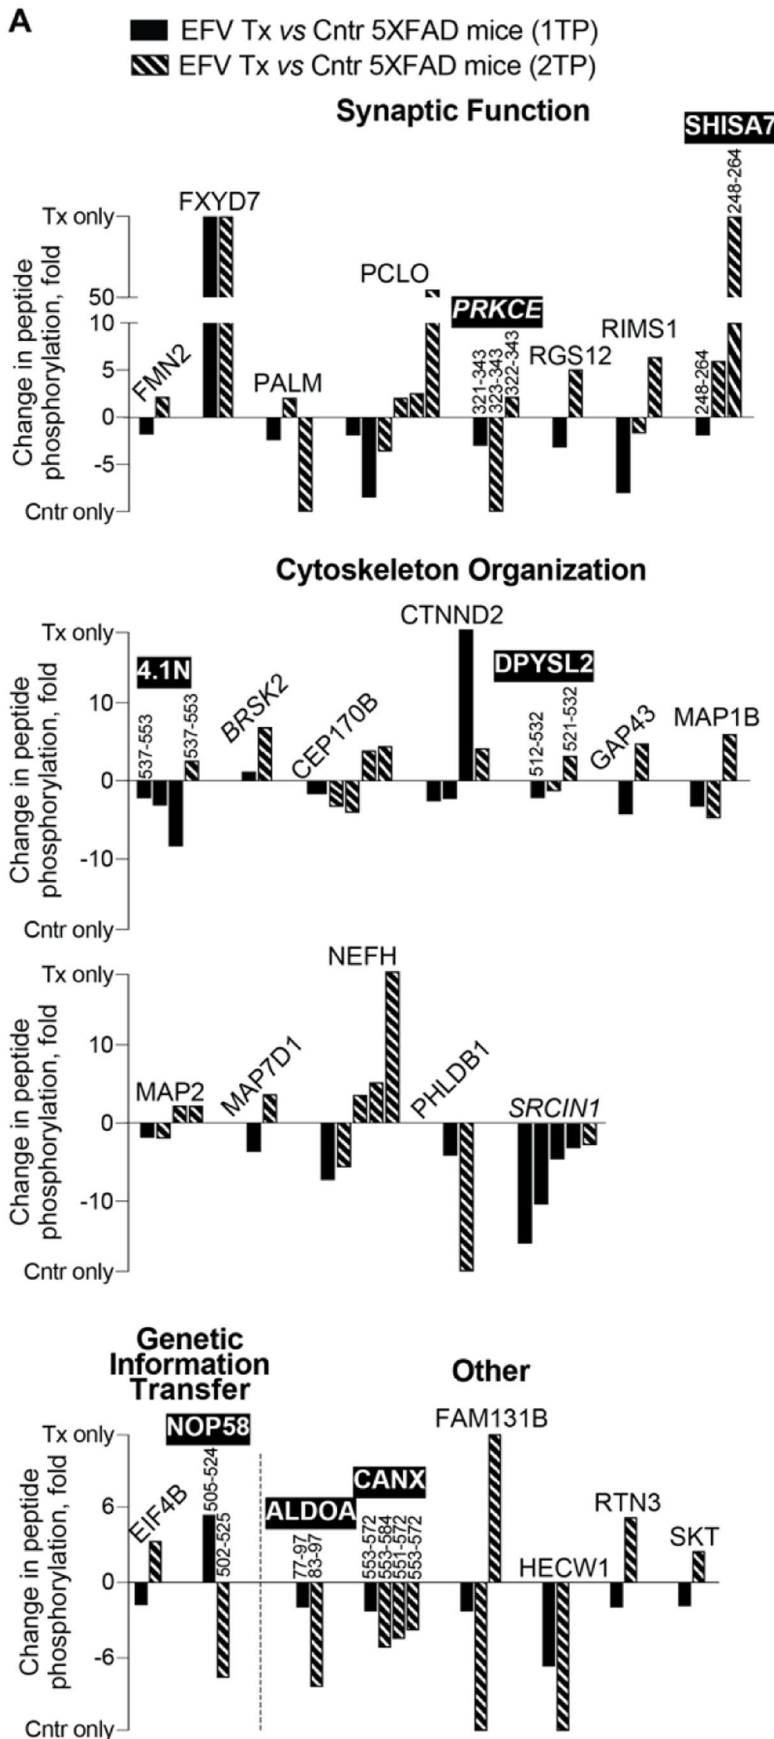 A
EFV Tx vs Cntr 5XFAD mice (1TP)
EFV Tx vs Cntr 5XFAD mice (2TP)
Synaptic Function
Change in peptide
phosphorylation, fold
Tx only
50
10
5
0
-5
Cntr only
FMN2
FXYD7
PALM
PCLO
PRKCE
321-343
323-343
322-343
RGS12
RIMS1
SHISA7
248-264
248-264
Cytoskeleton Organization
Change in peptide
phosphorylation, fold
Tx only
10
0
-10
Cntr only
4.1N
537-553
537-553
BRSK2
CEP170B
CTNND2
DPYSL2
512-532
521-532
GAP43
MAP1B
Change in peptide
phosphorylation, fold
Tx only
10
0
-10
Cntr only
MAP2
MAP7D1
NEFH
PHLDB1
SRCIN1
Genetic
Information
Transfer
Other
Change in peptide
phosphorylation, fold
Tx only
6
0
-6
Cntr only
EIF4B
NOP58
505-524
502-525
ALDOA
77-97
83-97
CANX
553-572
553-584
551-572
553-572
FAM131B
HECW1
RTN3
SKT